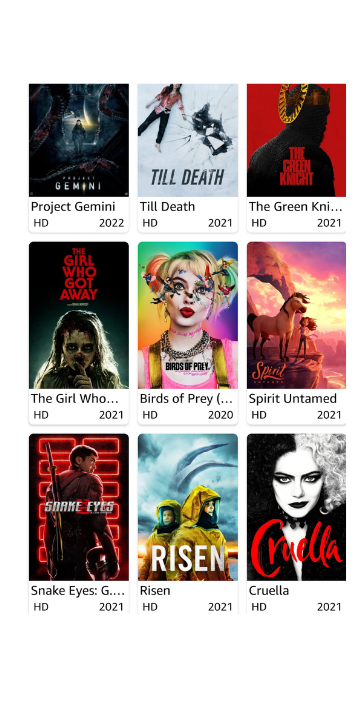 PROJECT
GEMINI
TILL DEATH
THE
GREEN
KNIGHT
Project Gemini
Till Death
The Green Kni...
HD 2022
HD 2021
HD 2021
THE
GIRL
WHO
GOT
AWAY
BIRDS OF PREY
Spirit
The Girl Who...
Birds of Prey (...
Spirit Untamed
HD 2021
HD 2020
HD 2021
SNAKE EYES
RISEN
Cruella
Snake Eyes: G....
Risen
Cruella
HD 2021
HD 2021
HD 2021